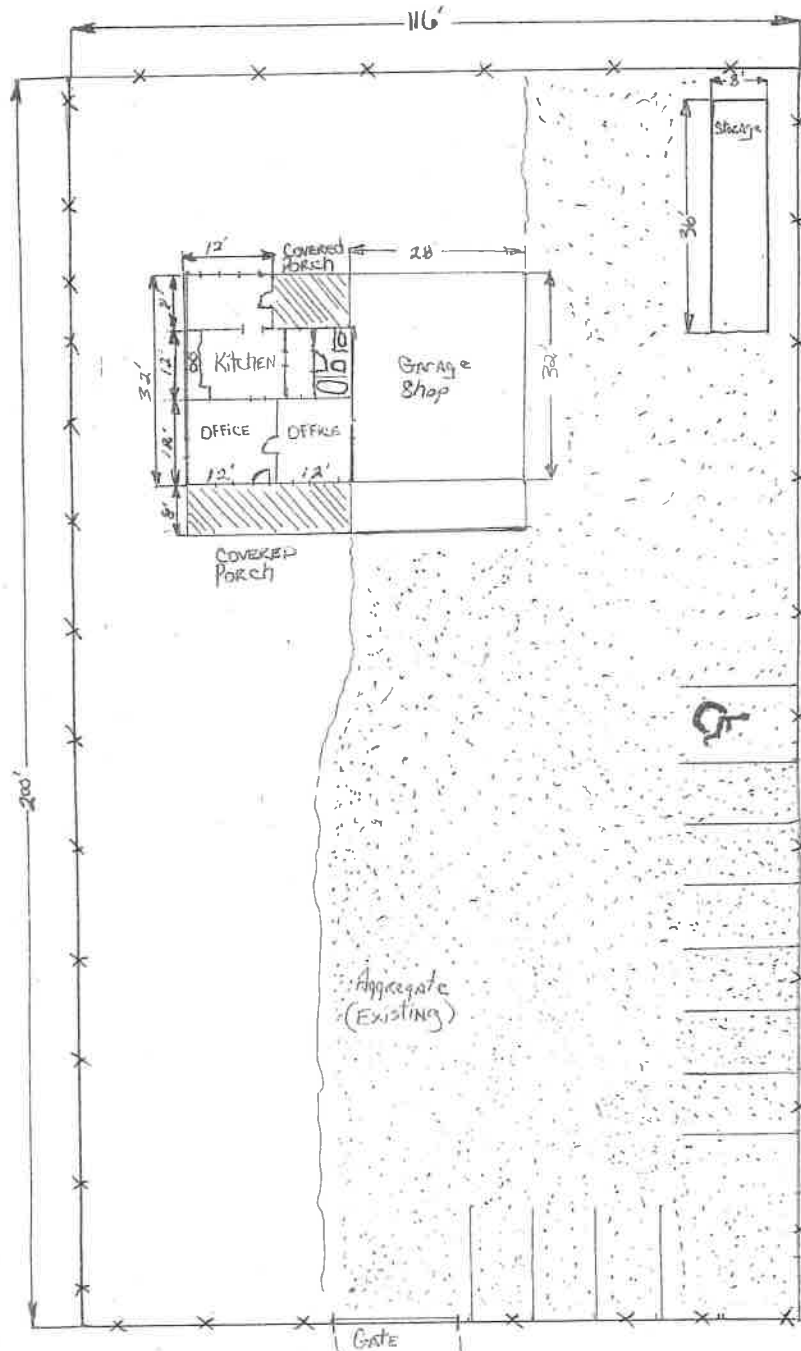 116'
8'
Storage
36'
12'
COVERED
PORCH
28
32'
12'
Kitchen
GARAGE
Shop
32'
12'
OFFICE
OFFICE
12'
12'
8'
COVERED
PORCH
200'
Aggregate
(EXISTING)
GATE